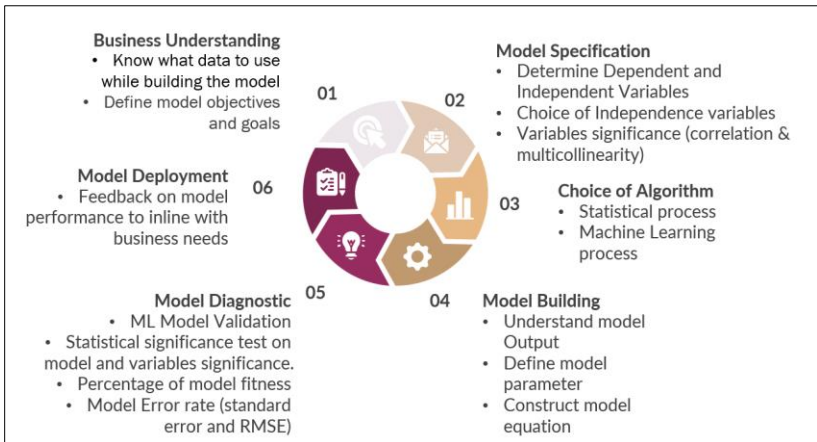 Business Understanding
• Know what data to use
while building the model
• Define model objectives
and goals
01
02
Model Specification
• Determine Dependent and
Independent Variables
• Choice of Independence variables
• Variables significance (correlation &
multicollinearity)
03
Choice of Algorithm
• Statistical process
• Machine Learning
process
04
Model Building
• Understand model
Output
• Define model
parameter
• Construct model
equation
05
Model Diagnostic
• ML Model Validation
• Statistical significance test on
model and variables significance.
• Percentage of model fitness
• Model Error rate (standard
error and RMSE)
06
Model Deployment
• Feedback on model
performance to inline with
business needs